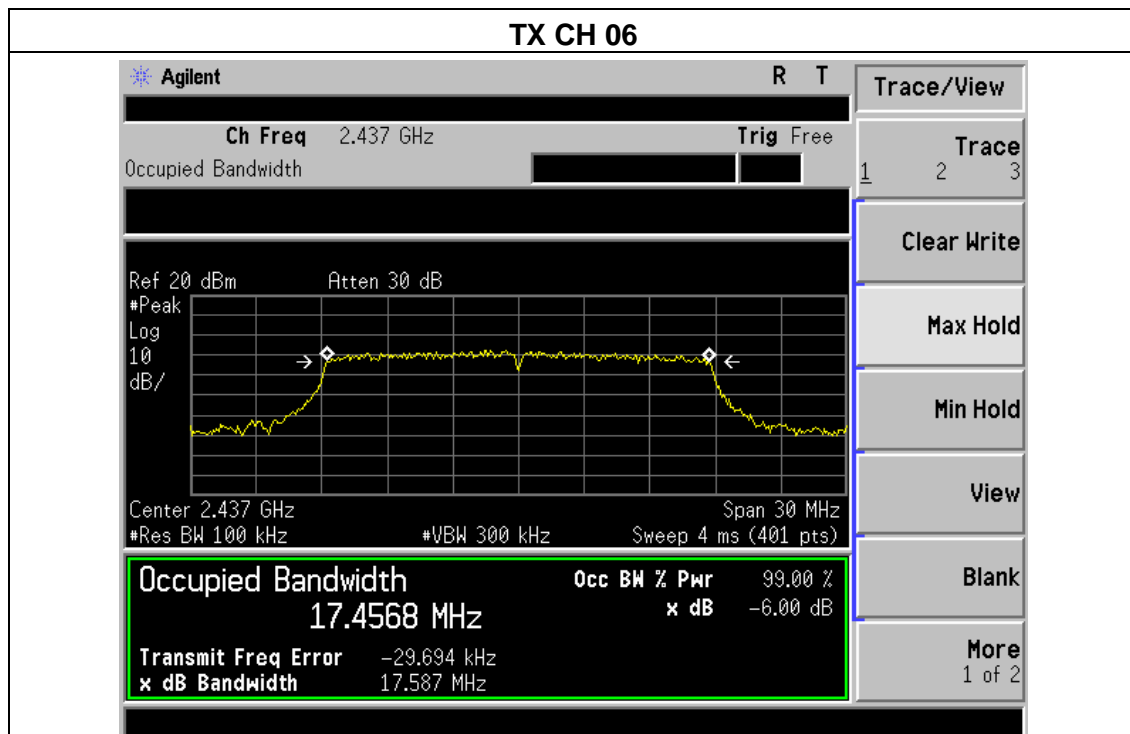 TX CH 06
Agilent R T
Trace/View
Ch Freq 2.437 GHz Trig Free
Occupied Bandwidth
Trace
1 2 3
Clear Write
Ref 20 dBm Atten 30 dB
#Peak
Log
10
dB/
Max Hold
Min Hold
Center 2.437 GHz Span 30 MHz
#Res BW 100 kHz #VBW 300 kHz Sweep 4 ms (401 pts)
View
Occupied Bandwidth Occ BW % Pwr 99.00 %
17.4568 MHz x dB -6.00 dB
Blank
Transmit Freq Error -29.694 kHz
x dB Bandwidth 17.587 MHz
More
1 of 2